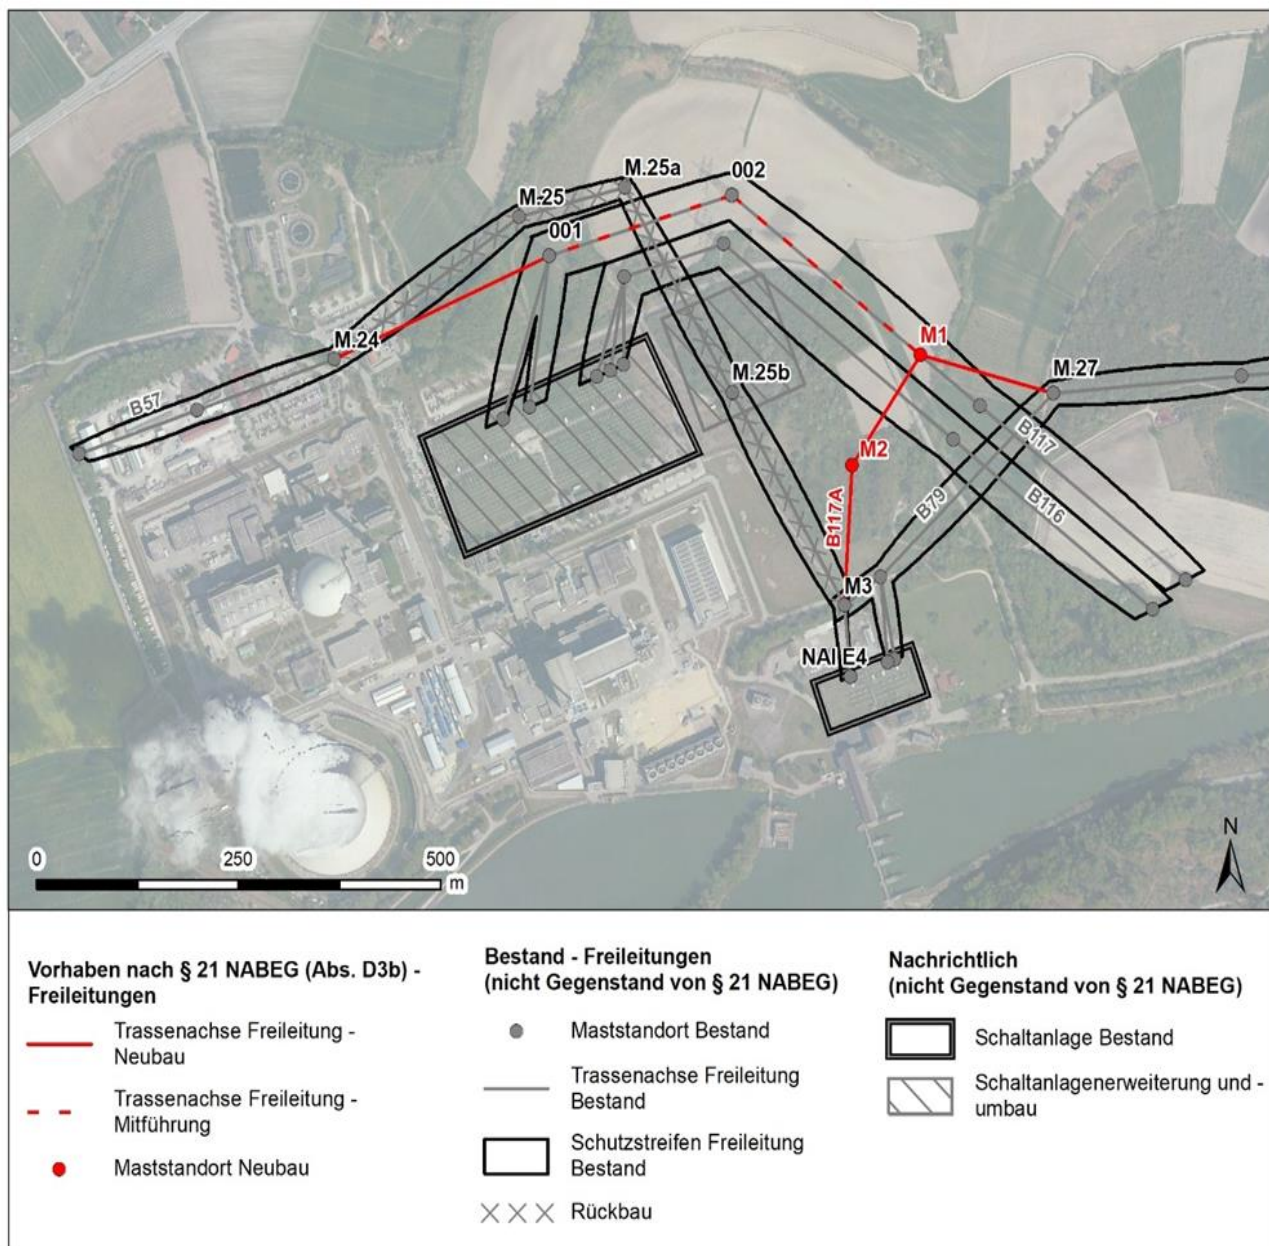 M.25a
002
M.25
001
M.24
M1
M.27
M.25b
B57
B117
M2
B79
B116
B117A
M3
NAI E4
N
0
250
500
m
Vorhaben nach § 21 NABEG (Abs. D3b) -
Freileitungen
Trassenachse Freileitung -
Neubau
Trassenachse Freileitung -
Mitführung
Maststandort Neubau
Bestand - Freileitungen
(nicht Gegenstand von § 21 NABEG)
Maststandort Bestand
Trassenachse Freileitung
Bestand
Schutzstreifen Freileitung
Bestand
Rückbau
Nachrichtlich
(nicht Gegenstand von § 21 NABEG)
Schaltanlage Bestand
Schaltanlagenerweiterung und -
umbau